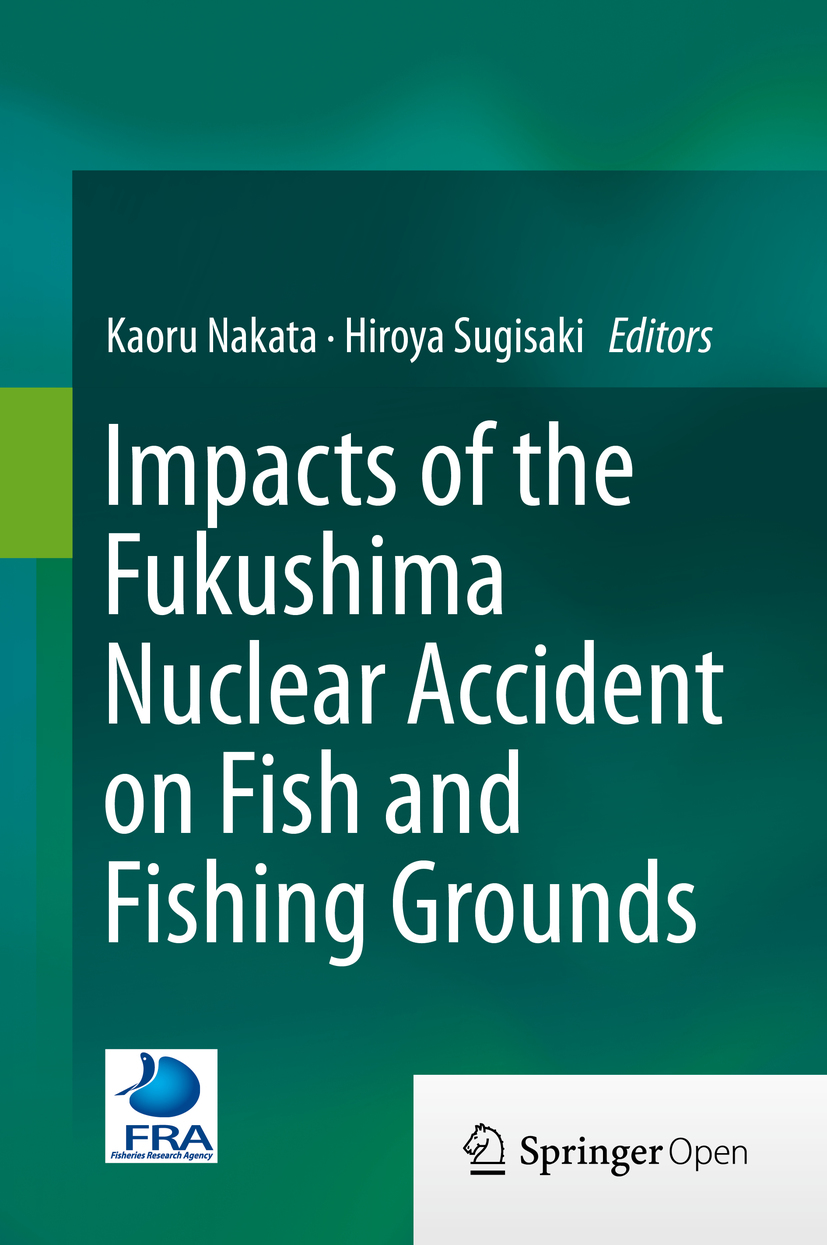 Kaoru Nakata · Hiroya Sugisaki Editors
Impacts of the
Fukushima
Nuclear Accident
on Fish and
Fishing Grounds
FRA
Fisheries Research Agency
Springer Open